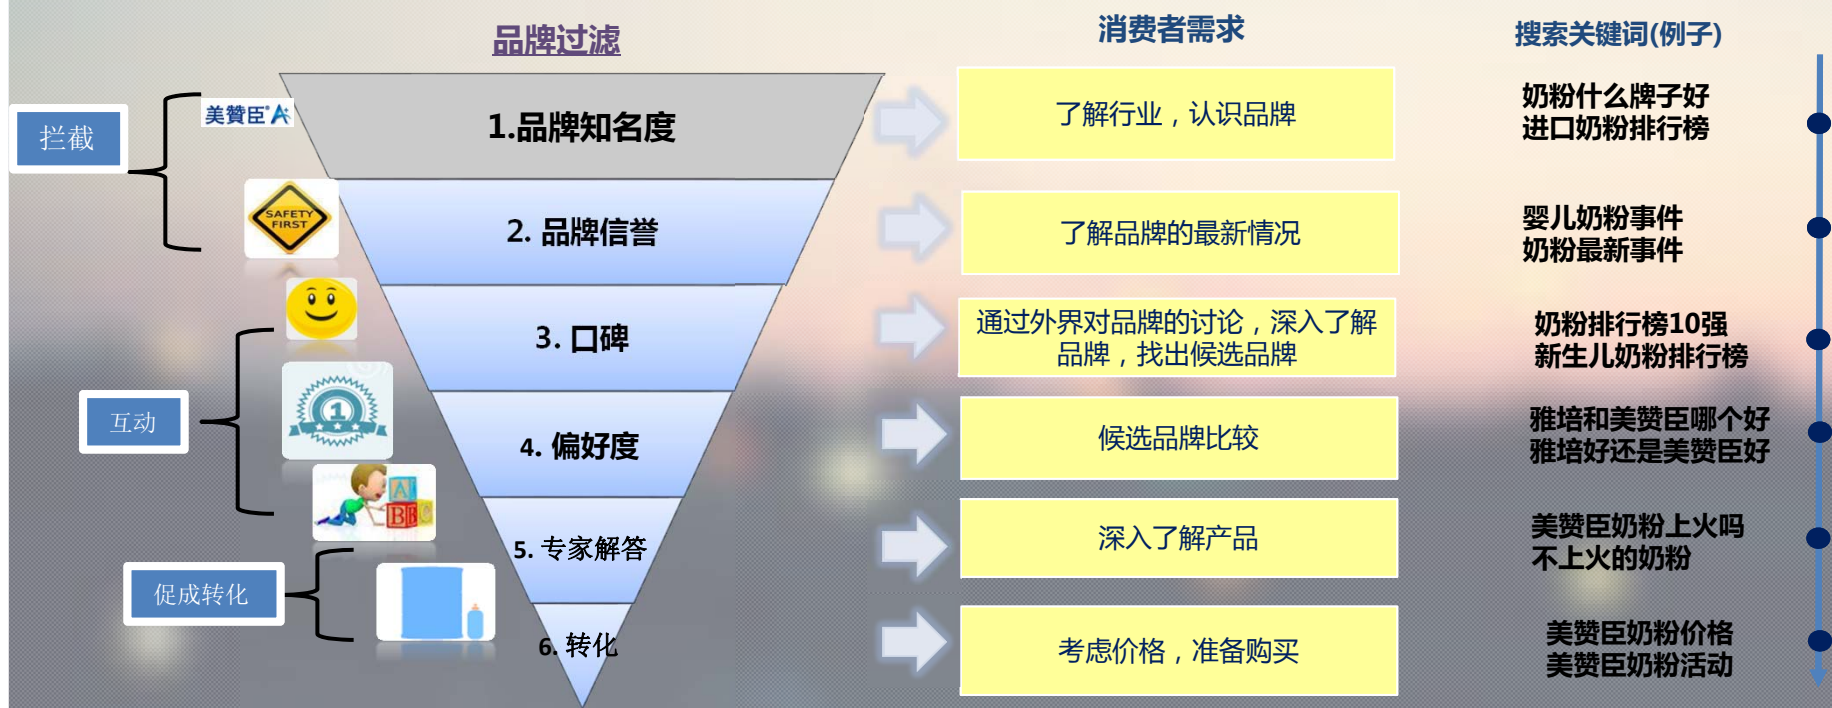 品牌过滤
消费者需求
搜索关键词(例子)
拦截
美贊臣 A+
1.品牌知名度
了解行业，认识品牌
奶粉什么牌子好
进口奶粉排行榜
SAFETY
FIRST
2. 品牌信誉
了解品牌的最新情况
婴儿奶粉事件
奶粉最新事件
3. 口碑
通过外界对品牌的讨论，深入了解
品牌，找出候选品牌
奶粉排行榜10强
新生儿奶粉排行榜
互动
1
4. 偏好度
候选品牌比较
雅培和美赞臣哪个好
雅培好还是美赞臣好
A
B B C
5. 专家解答
深入了解产品
美赞臣奶粉上火吗
不上火的奶粉
促成转化
6. 转化
考虑价格，准备购买
美赞臣奶粉价格
美赞臣奶粉活动